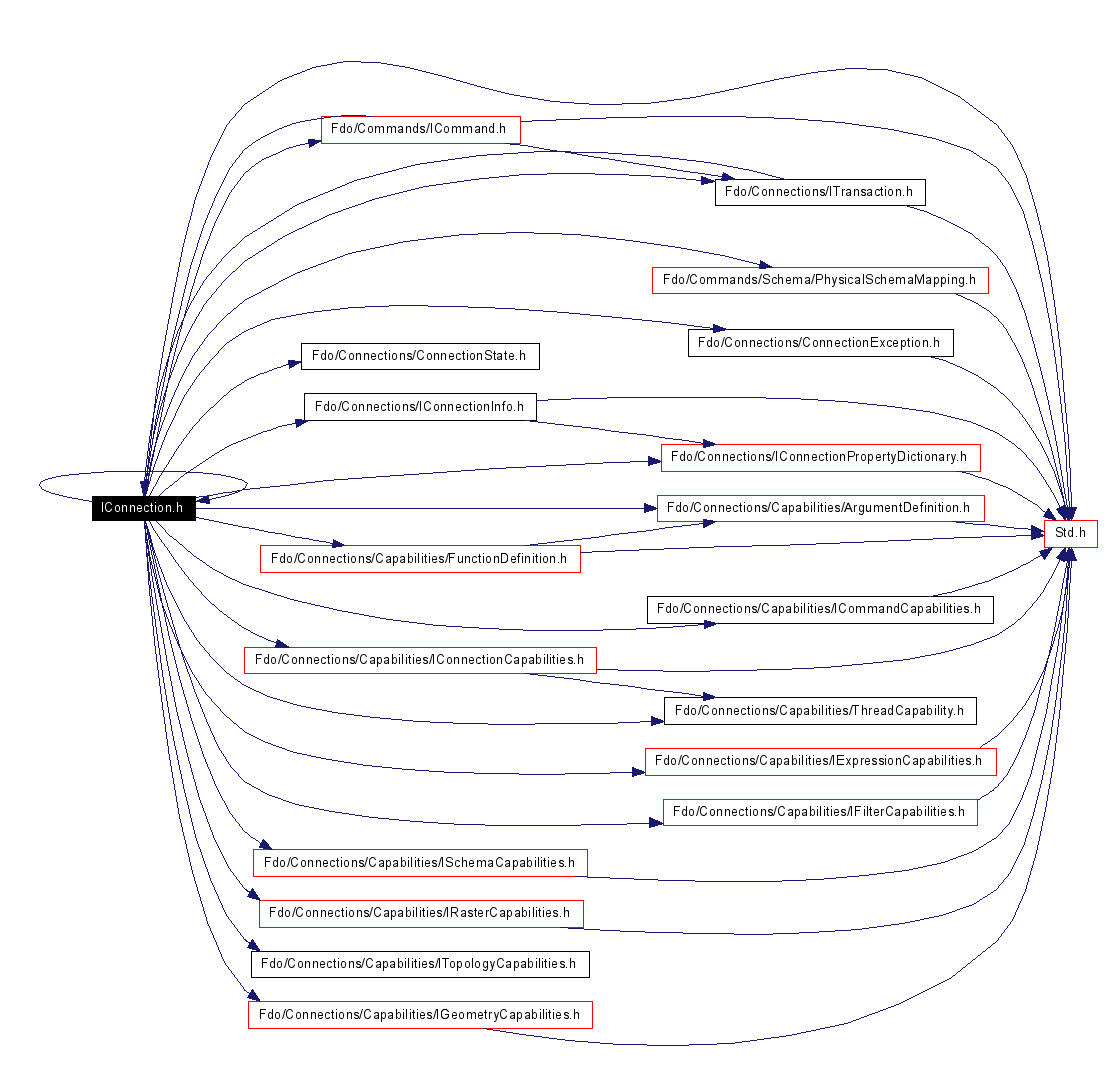 Fdo/Commands/ICommand.h
Fdo/Connections/ITransaction.h
Fdo/Commands/Schema/PhysicalSchemaMapping.h
Fdo/Connections/ConnectionException.h
Fdo/Connections/ConnectionState.h
Fdo/Connections/IConnectionInfo.h
Fdo/Connections/IConnectionPropertyDictionary.h
IConnection.h
Fdo/Connections/Capabilities/ArgumentDefinition.h
Std.h
Fdo/Connections/Capabilities/FunctionDefinition.h
Fdo/Connections/Capabilities/ICommandCapabilities.h
Fdo/Connections/Capabilities/IConnectionCapabilities.h
Fdo/Connections/Capabilities/ThreadCapability.h
Fdo/Connections/Capabilities/IExpressionCapabilities.h
Fdo/Connections/Capabilities/IFilterCapabilities.h
Fdo/Connections/Capabilities/ISchemaCapabilities.h
Fdo/Connections/Capabilities/IRasterCapabilities.h
Fdo/Connections/Capabilities/ITopologyCapabilities.h
Fdo/Connections/Capabilities/IGeometryCapabilities.h